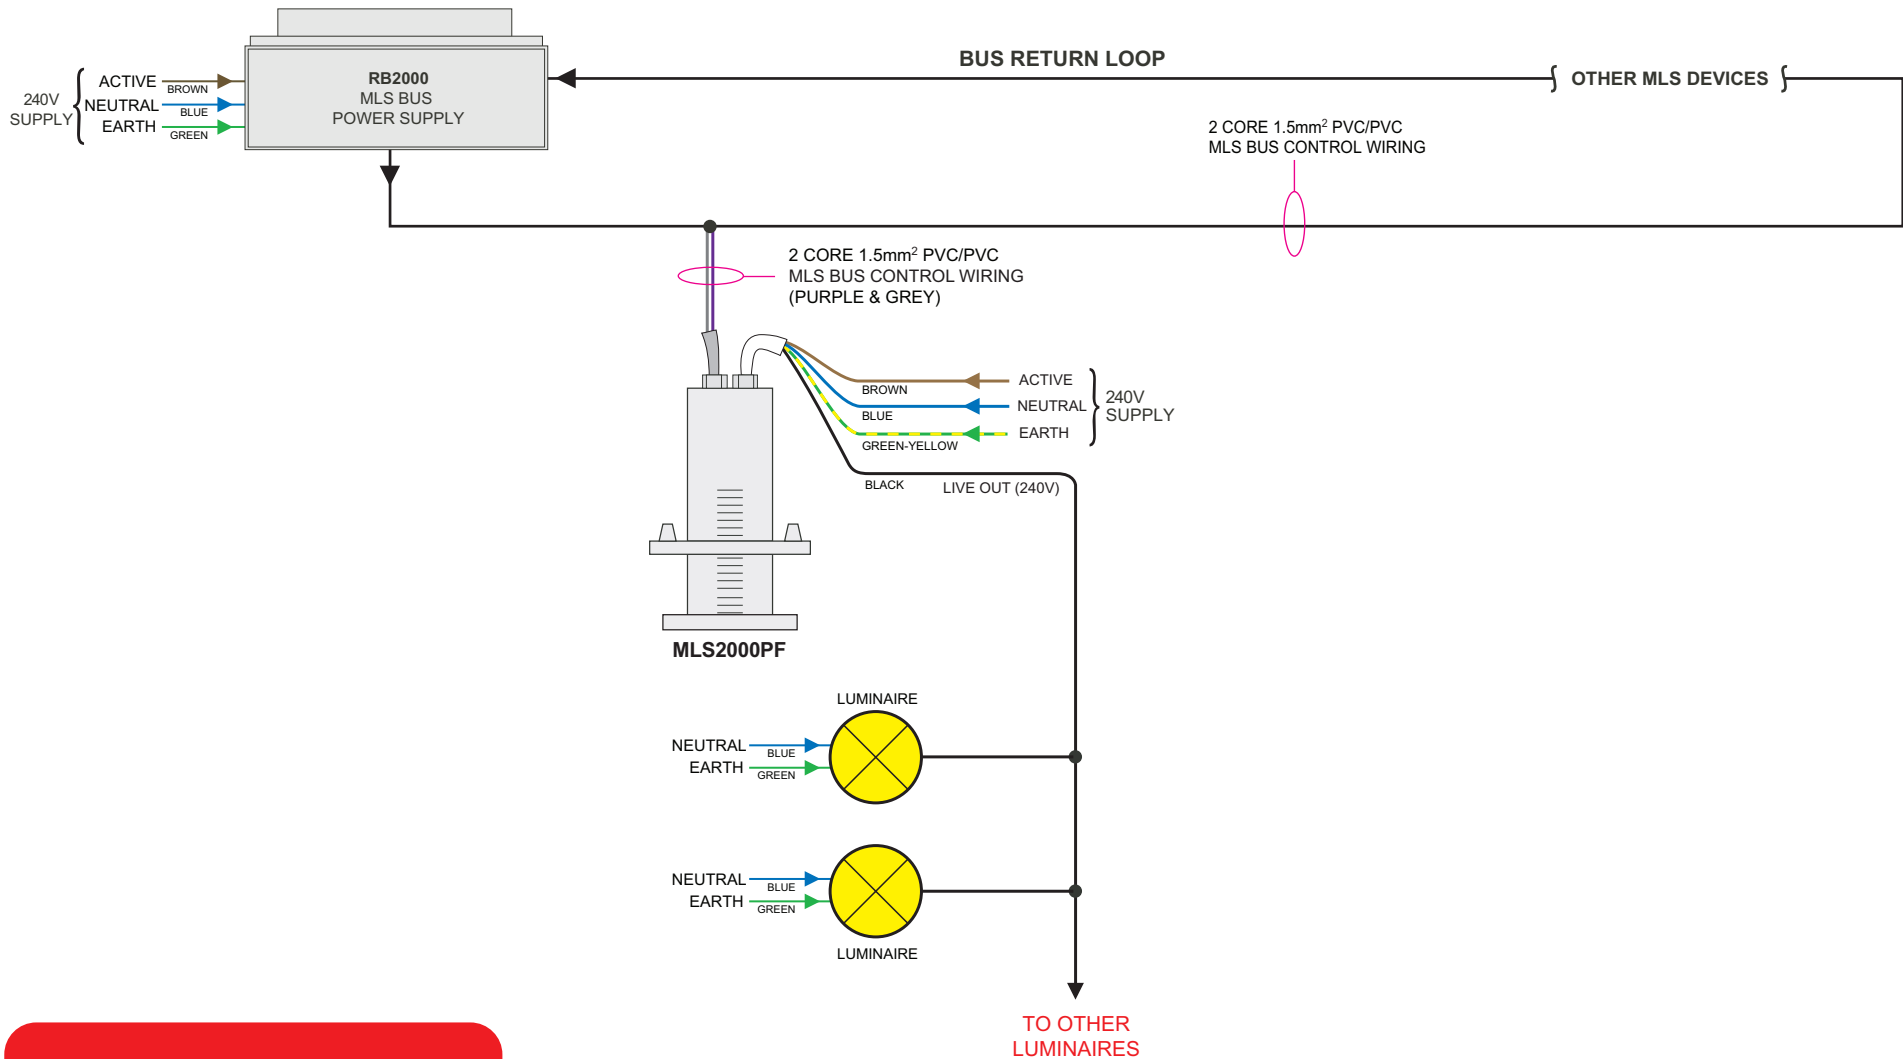 BUS RETURN LOOP
OTHER MLS DEVICES
RB2000
MLS BUS
POWER SUPPLY
240V
SUPPLY
ACTIVE
BROWN
NEUTRAL
BLUE
EARTH
GREEN
2 CORE 1.5mm² PVC/PVC
MLS BUS CONTROL WIRING
2 CORE 1.5mm² PVC/PVC
MLS BUS CONTROL WIRING
(PURPLE & GREY)
BROWN
ACTIVE
BLUE
NEUTRAL
GREEN-YELLOW
EARTH
240V
SUPPLY
BLACK
LIVE OUT (240V)
MLS2000PF
LUMINAIRE
NEUTRAL
BLUE
EARTH
GREEN
NEUTRAL
BLUE
EARTH
GREEN
LUMINAIRE
TO OTHER
LUMINAIRES